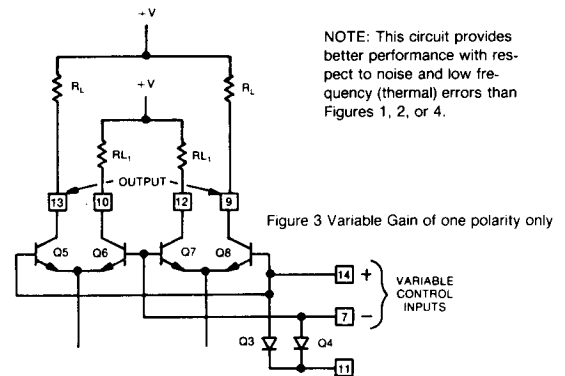 +V
NOTE: This circuit provides
better performance with res-
pect to noise and low fre-
quency (thermal) errors than
Figures 1, 2, or 4.
RL
+V
RL
RL1
RL1
OUTPUT
13
10
12
9
Figure 3 Variable Gain of one polarity only
Q5
Q6
Q7
Q8
14
+
VARIABLE
CONTROL
INPUTS
7
−
Q3
Q4
11